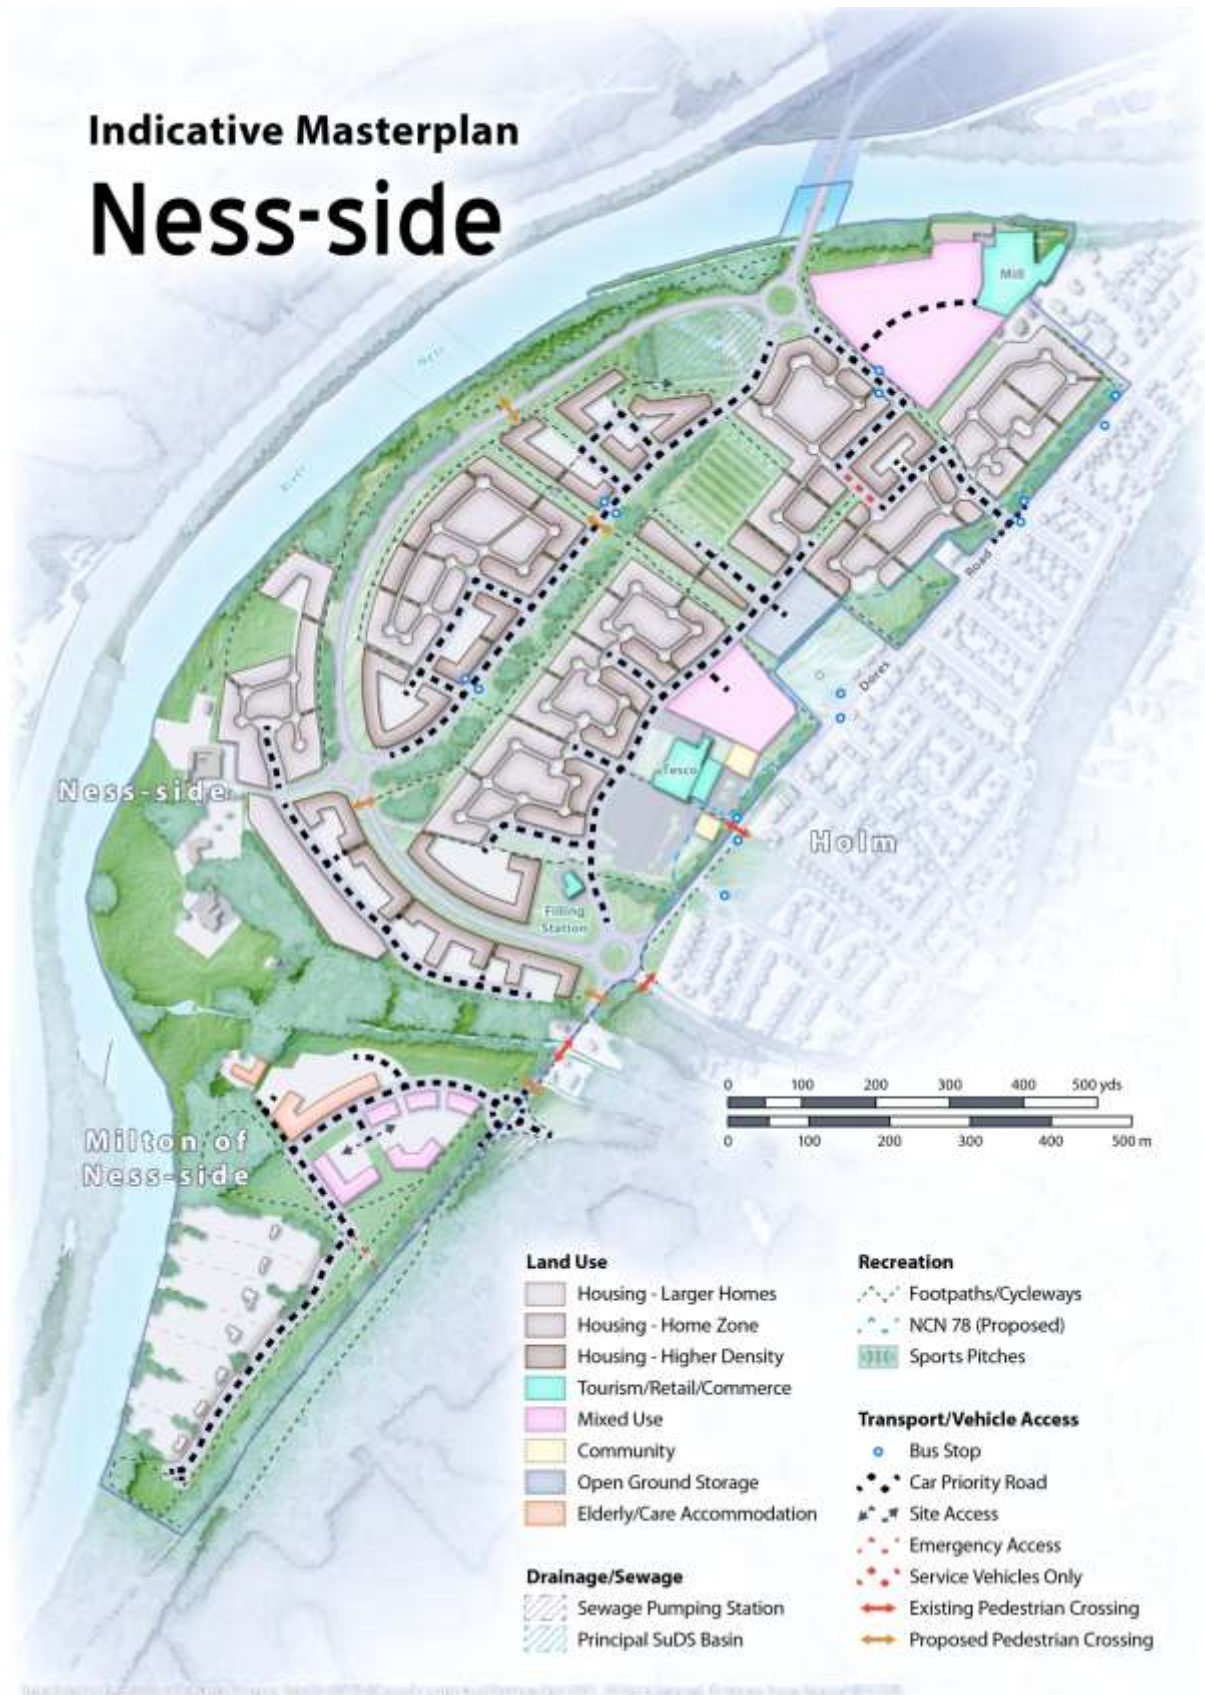 Indicative Masterplan
Ness-side
Mill
Ness
River
Road
Dores
Tesco
Ness-side
Holm
Filling
Station
0 100 200 300 400 500 yds
0 100 200 300 400 500 m
Milton of
Ness-side
Land Use
Housing - Larger Homes
Housing - Home Zone
Housing - Higher Density
Tourism/Retail/Commerce
Mixed Use
Community
Open Ground Storage
Elderly/Care Accommodation
Drainage/Sewage
Sewage Pumping Station
Principal SuDS Basin
Recreation
Footpaths/Cycleways
NCN 78 (Proposed)
Sports Pitches
Transport/Vehicle Access
Bus Stop
Car Priority Road
Site Access
Emergency Access
Service Vehicles Only
Existing Pedestrian Crossing
Proposed Pedestrian Crossing